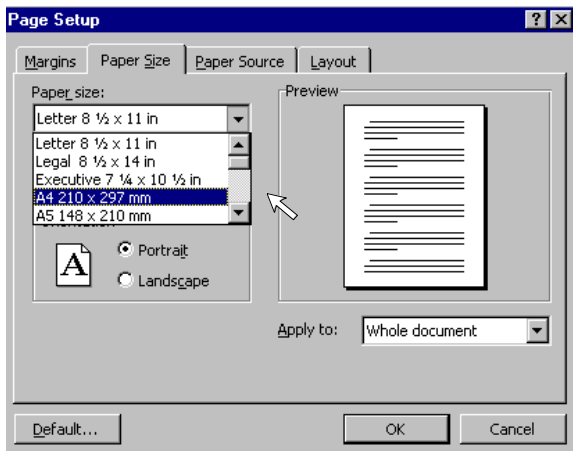 Page Setup
Margins
Paper Size
Paper Source
Layout
Paper size:
Letter 8 ½ x 11 in
Letter 8 ½ x 11 in
Legal 8 ½ x 14 in
Executive 7 ¼ x 10 ½ in
A4 210 x 297 mm
A5 148 x 210 mm
Orientation
A
Portrait
Landscape
Preview
Apply to:
Whole document
Default...
OK
Cancel